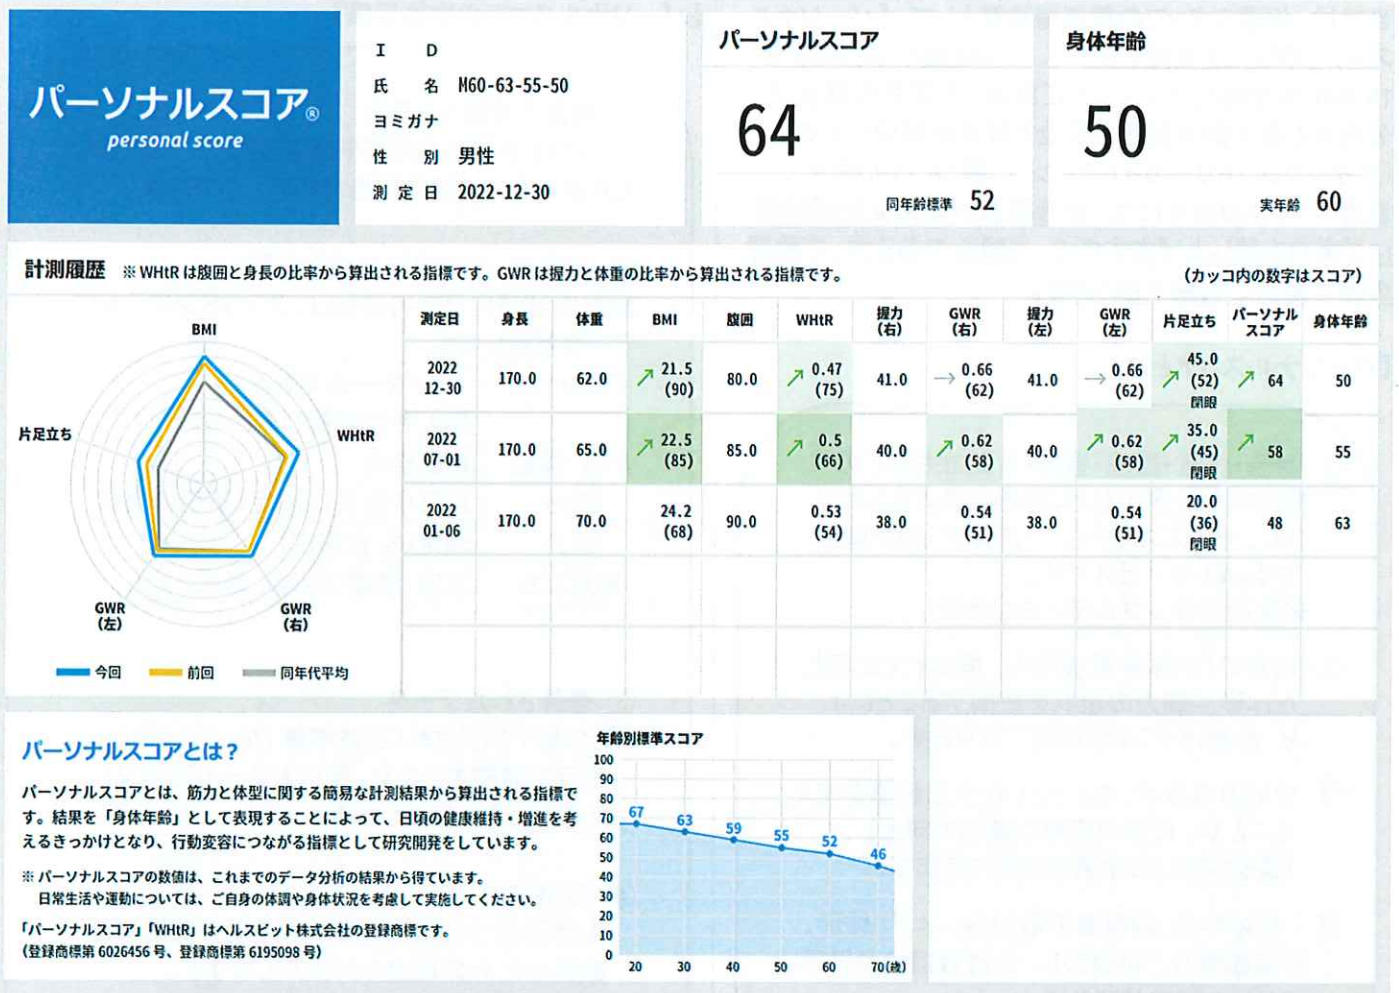 パーソナルスコア®
personal score
I D
氏 名 M60-63-55-50
ヨミガナ
性 別 男性
測 定 日 2022-12-30
パーソナルスコア
64
同年齢標準 52
身体年齢
50
実年齢 60
計測履歴 ※ WHtR は腹囲と身長の比率から算出される指標です。GWR は握力と体重の比率から算出される指標です。 (カッコ内の数字はスコア)
BMI
WHtR
GWR
(右)
GWR
(左)
片足立ち
今回 前回 同年代平均
測定日 身長 体重 BMI 腹囲 WHtR 握力(右) GWR(右) 握力(左) GWR(左) 片足立ち パーソナルスコア 身体年齢
2022 12-30 170.0 62.0 ↗ 21.5 (90) 80.0 ↗ 0.47 (75) 41.0 → 0.66 (62) 41.0 → 0.66 (62) ↗ 45.0 (52) 閉眼 ↗ 64 50
2022 07-01 170.0 65.0 ↗ 22.5 (85) 85.0 ↗ 0.5 (66) 40.0 ↗ 0.62 (58) 40.0 ↗ 0.62 (58) ↗ 35.0 (45) 閉眼 ↗ 58 55
2022 01-06 170.0 70.0 24.2 (68) 90.0 0.53 (54) 38.0 0.54 (51) 38.0 0.54 (51) 20.0 (36) 閉眼 48 63
パーソナルスコアとは？
パーソナルスコアとは、筋力と体型に関する簡易な計測結果から算出される指標で
す。結果を「身体年齢」として表現することによって、日頃の健康維持・増進を考
えるきっかけとなり、行動変容につながる指標として研究開発をしています。
※ パーソナルスコアの数値は、これまでのデータ分析の結果から得ています。
日常生活や運動については、ご自身の体調や身体状況を考慮して実施してください。
「パーソナルスコア」「WHtR」はヘルスビット株式会社の登録商標です。
(登録商標第 6026456 号、登録商標第 6195098 号)
年齢別標準スコア
100
90
80
70
60
50
40
30
20
10
0
67 63 59 55 52 46
20 30 40 50 60 70(歳)